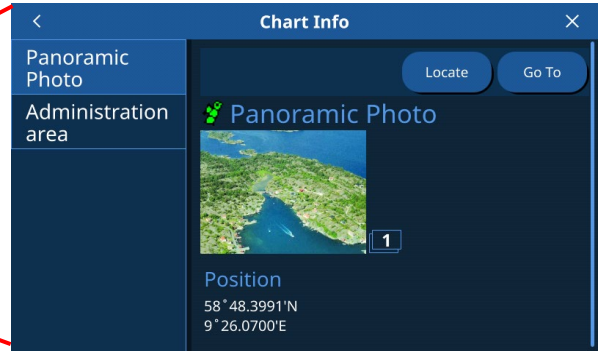 Chart Info
Panoramic
Photo
Administration
area
Locate
Go To
Panoramic Photo
1
Position
58°48.3991'N
9°26.0700'E